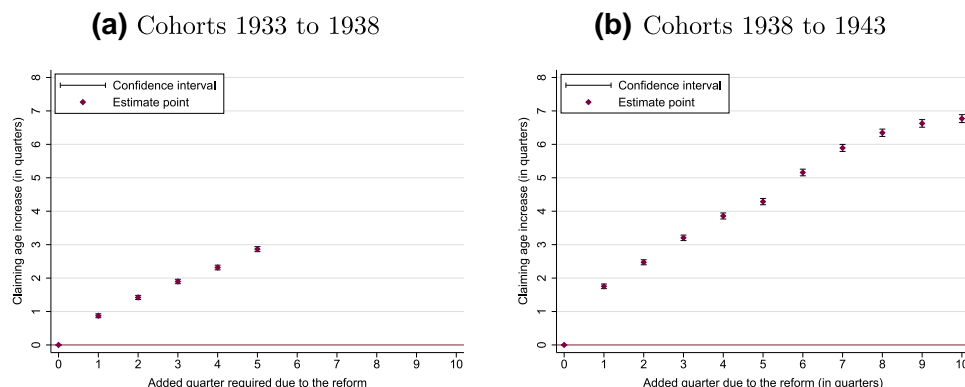 (a) Cohorts 1933 to 1938
Claiming age increase (in quarters)
8
7
6
5
4
3
2
1
0
Confidence interval
Estimate point
0 1 2 3 4 5 6 7 8 9 10
Added quarter required due to the reform
(b) Cohorts 1938 to 1943
Claiming age increase (in quarters)
8
7
6
5
4
3
2
1
0
Confidence interval
Estimate point
0 1 2 3 4 5 6 7 8 9 10
Added quarter due to the reform (in quarters)